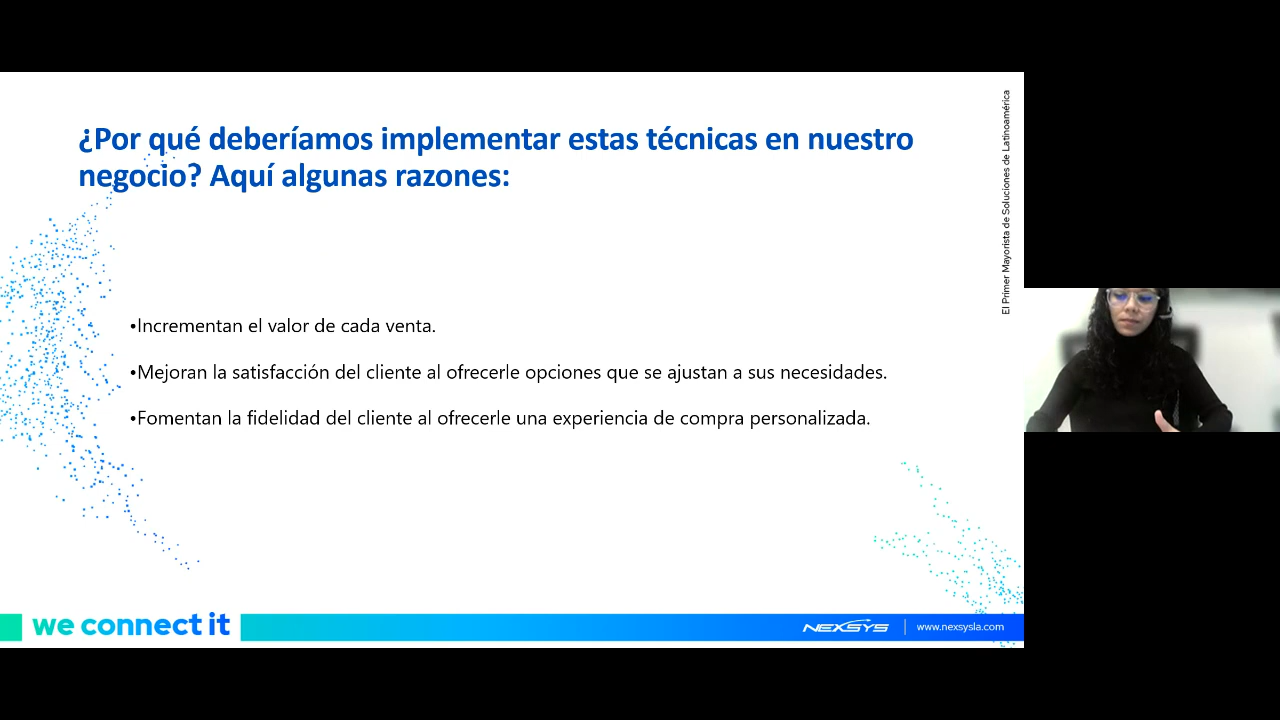 ¿Por qué deberíamos implementar estas técnicas en nuestro
negocio? Aquí algunas razones:
El Primer Mayorista de Soluciones de Latinoamérica
•Incrementan el valor de cada venta.
•Mejoran la satisfacción del cliente al ofrecerle opciones que se ajustan a sus necesidades.
•Fomentan la fidelidad del cliente al ofrecerle una experiencia de compra personalizada.
we connect it
NEXSYS
www.nexsysla.com